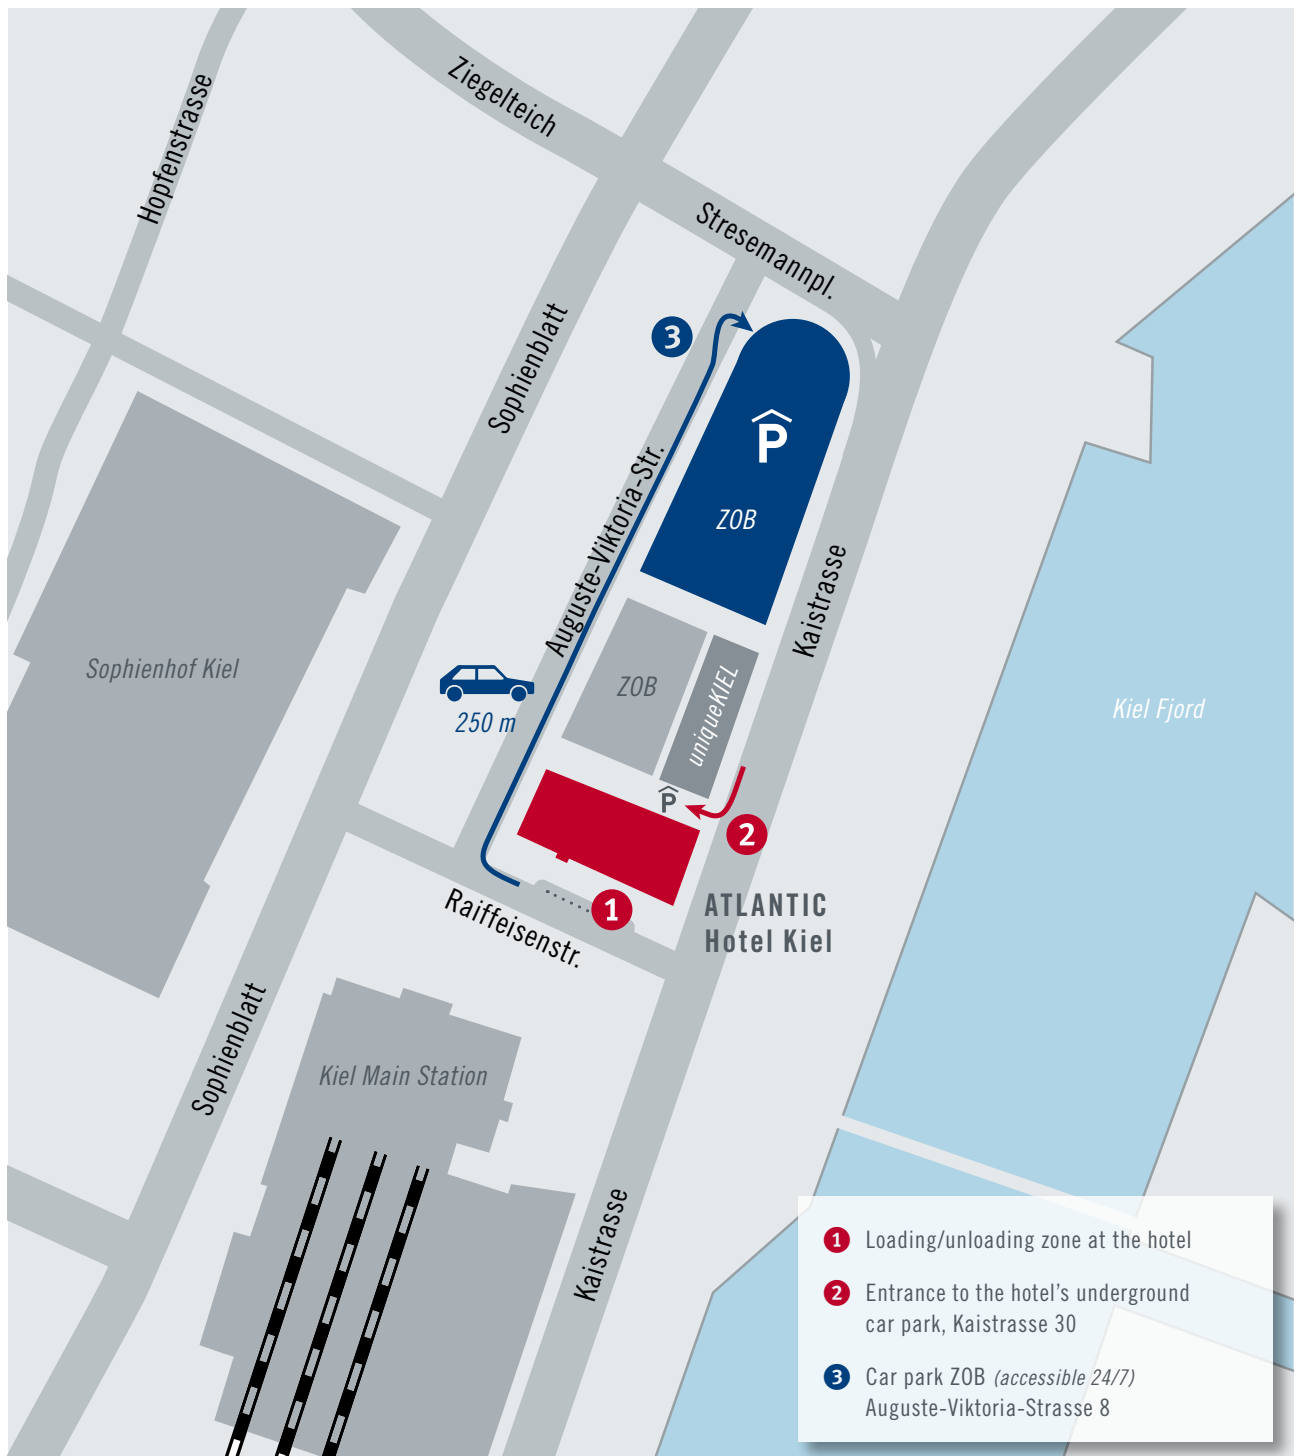 Ziegelteich
Hopfenstrasse
Stresemannpl.
3
Sophienblatt
P
ZOB
Auguste-Viktoria-Str.
Kaistrasse
Sophienhof Kiel
ZOB
uniqueKIEL
250 m
Kiel Fjord
P
2
Raiffeisenstr.
1
ATLANTIC
Hotel Kiel
Sophienblatt
Kiel Main Station
Kaistrasse
1 Loading/unloading zone at the hotel
2 Entrance to the hotel's underground
car park, Kaistrasse 30
3 Car park ZOB (accessible 24/7)
Auguste-Viktoria-Strasse 8